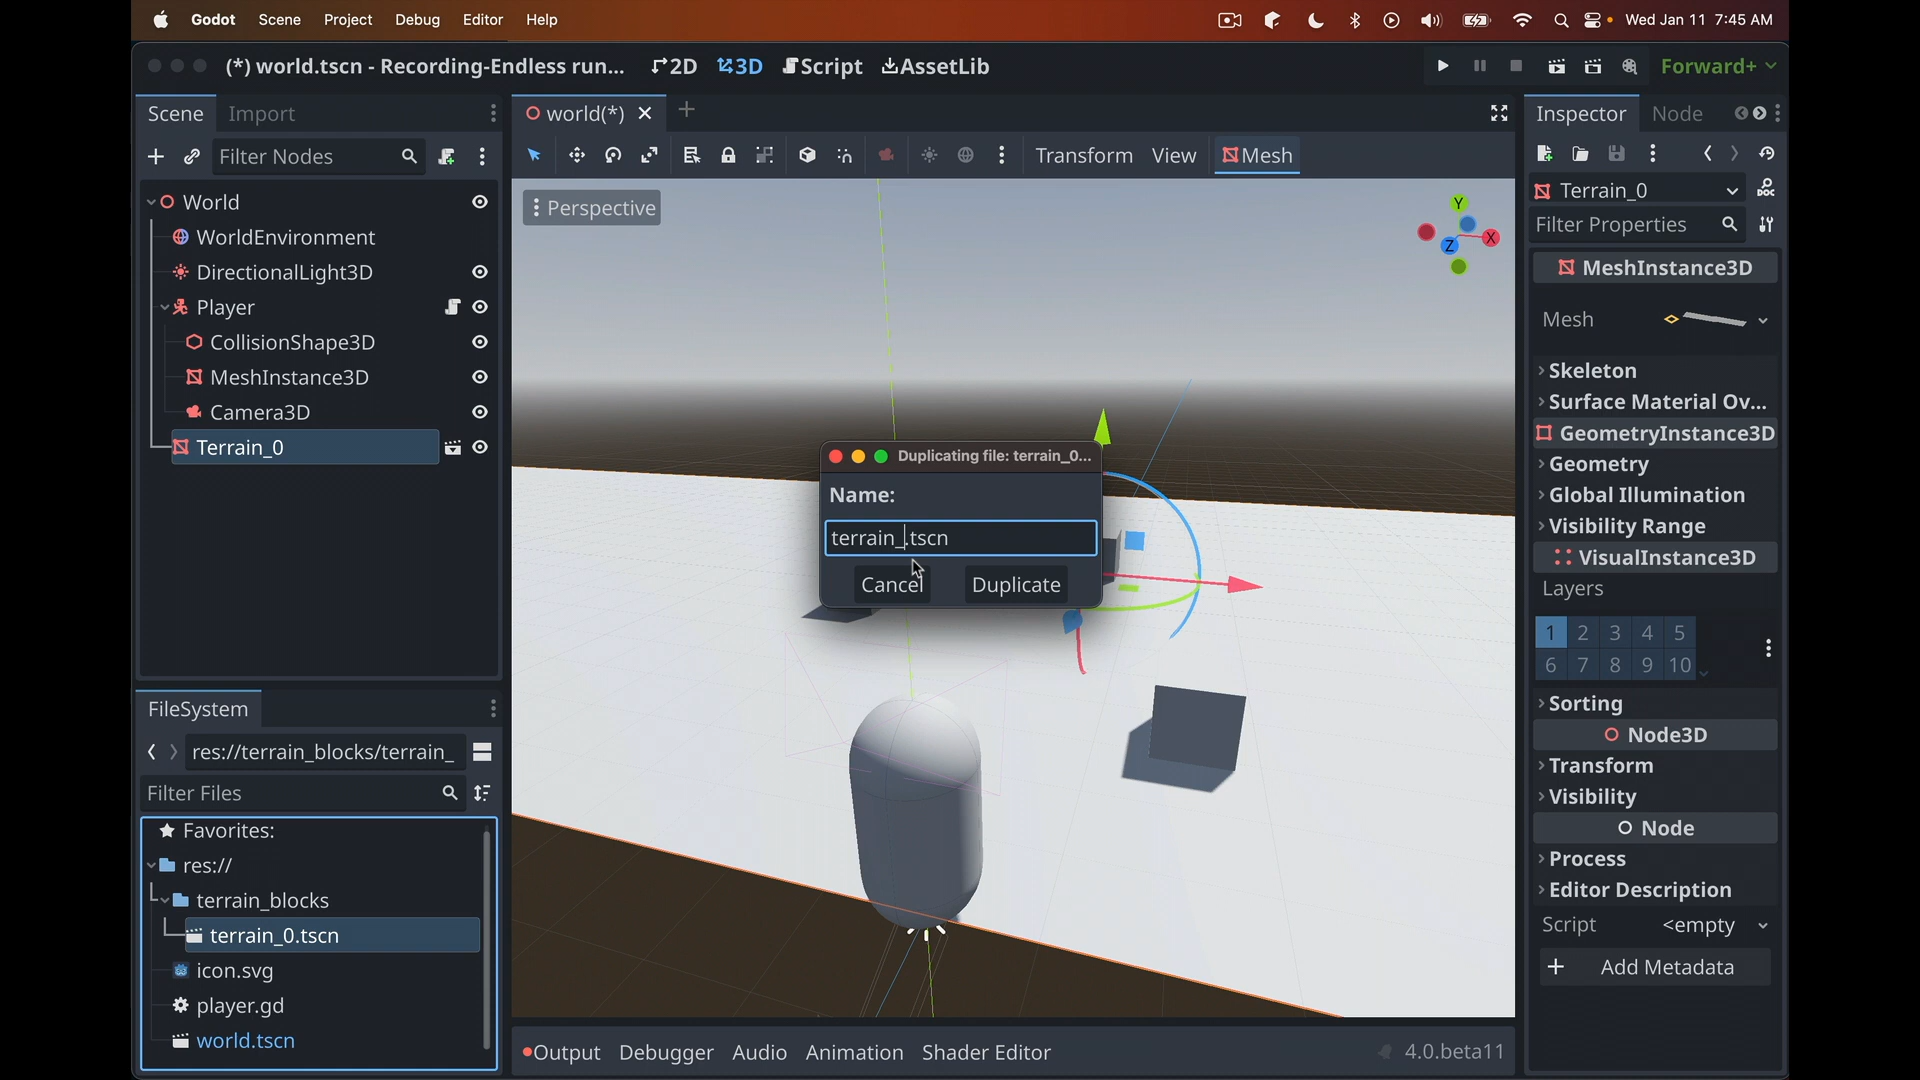 Godot Scene Project Debug Editor Help Wed Jan 11 7:45 AM
(*) world.tscn - Recording-Endless run... 2D 3D Script AssetLib Forward+
Scene Import
world(*)
Inspector Node
Filter Nodes
Transform View Mesh
World
WorldEnvironment
DirectionalLight3D
Player
CollisionShape3D
MeshInstance3D
Camera3D
Terrain_0
Perspective
Y
X
Z
Duplicating file: terrain_0...
Name:
terrain_.tscn
Cancel Duplicate
Terrain_0
Filter Properties
MeshInstance3D
Mesh
Skeleton
Surface Material Ov...
GeometryInstance3D
Geometry
Global Illumination
Visibility Range
VisualInstance3D
Layers
1 2 3 4 5
6 7 8 9 10
Sorting
Node3D
Transform
Visibility
Node
Process
Editor Description
Script <empty
Add Metadata
FileSystem
res://terrain_blocks/terrain_
Filter Files
Favorites:
res://
terrain_blocks
terrain_0.tscn
icon.svg
player.gd
world.tscn
Output Debugger Audio Animation Shader Editor 4.0.beta11